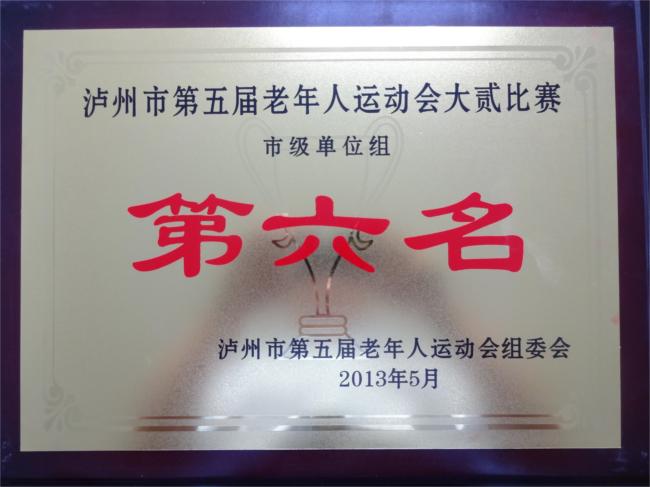 泸州市第五届老年人运动会大贰比赛
市级单位组
第六名
泸州市第五届老年人运动会组委会
2013年5月